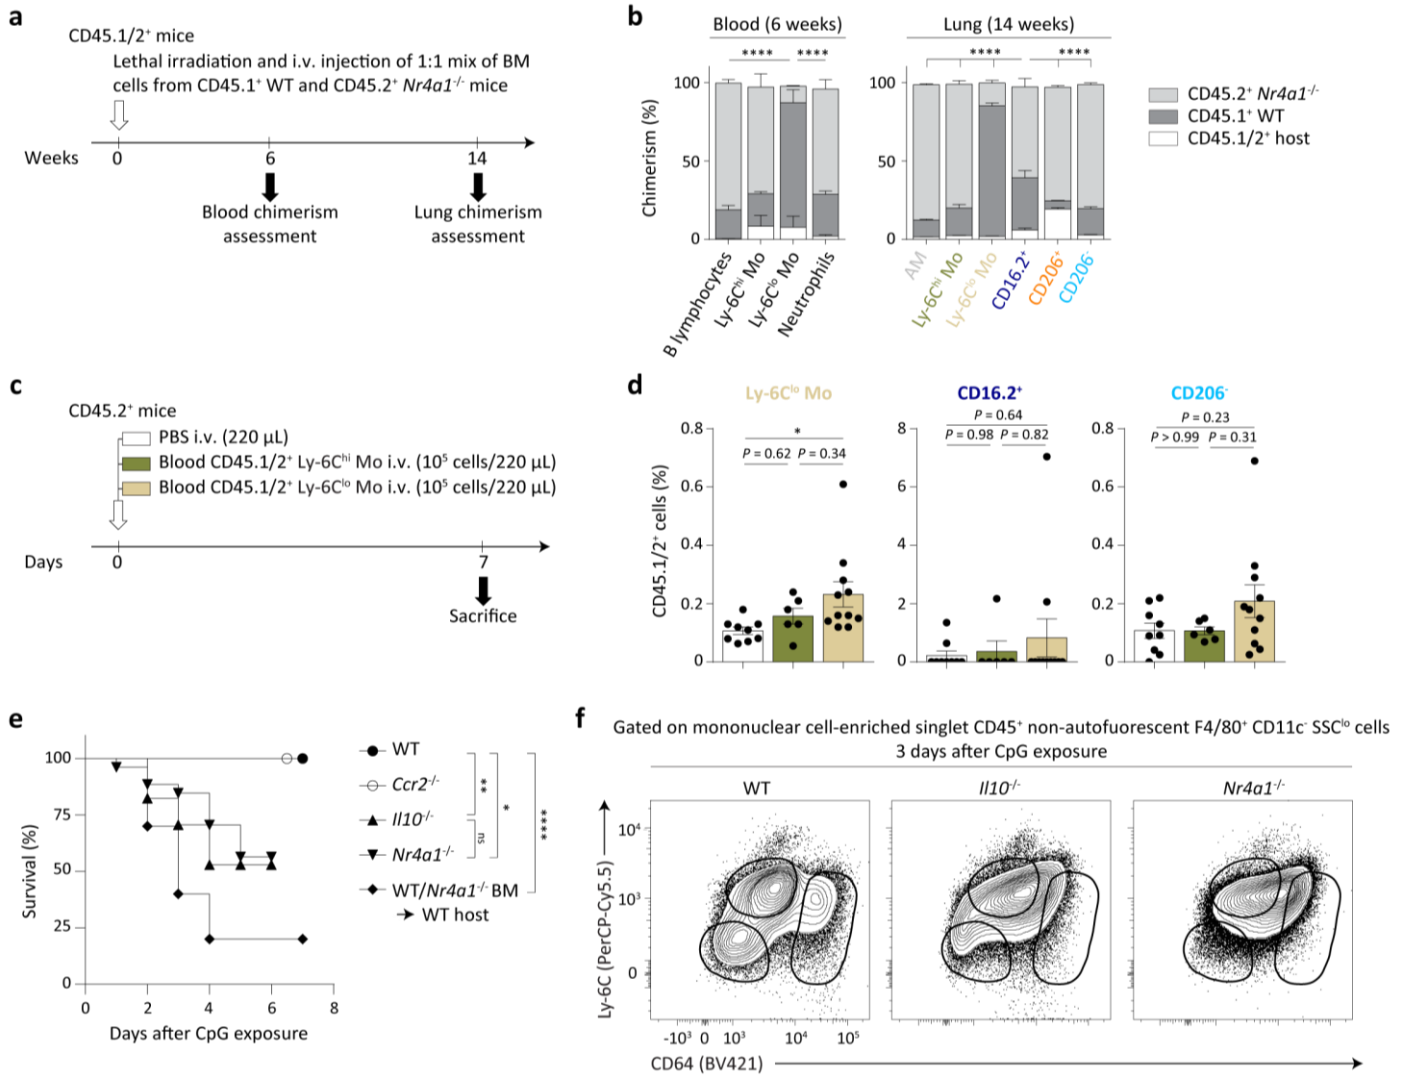 a
CD45.1/2⁺ mice
Lethal irradiation and i.v. injection of 1:1 mix of BM
cells from CD45.1⁺ WT and CD45.2⁺ Nr4a1⁻/⁻ mice
Weeks
0
6
14
Blood chimerism
assessment
Lung chimerism
assessment
b
Blood (6 weeks)
Lung (14 weeks)
**** ****
**** ****
Chimerism (%)
100
50
0
100
50
0
B lymphocytes
Ly-6Cʰⁱ Mo
Ly-6Cˡᵒ Mo
Neutrophils
AM
Ly-6Cʰⁱ Mo
Ly-6Cˡᵒ Mo
CD16.2⁺
CD206⁺
CD206⁻
CD45.2⁺ Nr4a1⁻/⁻
CD45.1⁺ WT
CD45.1/2⁺ host
c
CD45.2⁺ mice
PBS i.v. (220 µL)
Blood CD45.1/2⁺ Ly-6Cʰⁱ Mo i.v. (10⁵ cells/220 µL)
Blood CD45.1/2⁺ Ly-6Cˡᵒ Mo i.v. (10⁵ cells/220 µL)
Days
0
7
Sacrifice
d
Ly-6Cˡᵒ Mo
CD16.2⁺
CD206⁻
CD45.1/2⁺ cells (%)
0.8
0.6
0.4
0.2
0
*
P = 0.62 P = 0.34
8
6
4
2
0
P = 0.64
P = 0.98 P = 0.82
0.8
0.6
0.4
0.2
0
P = 0.23
P > 0.99 P = 0.31
e
Survival (%)
100
75
50
25
0
0
2
4
6
8
Days after CpG exposure
WT
Ccr2⁻/⁻
Il10⁻/⁻
Nr4a1⁻/⁻
WT/Nr4a1⁻/⁻ BM
➔ WT host
**
ns
*
****
f
Gated on mononuclear cell-enriched singlet CD45⁺ non-autofuorescent F4/80⁺ CD11c⁻ SSCˡᵒ cells
3 days after CpG exposure
WT
Il10⁻/⁻
Nr4a1⁻/⁻
Ly-6C (PerCP-Cy5.5)
10⁴
10³
0
-10³ 0 10³ 10⁴ 10⁵
CD64 (BV421)